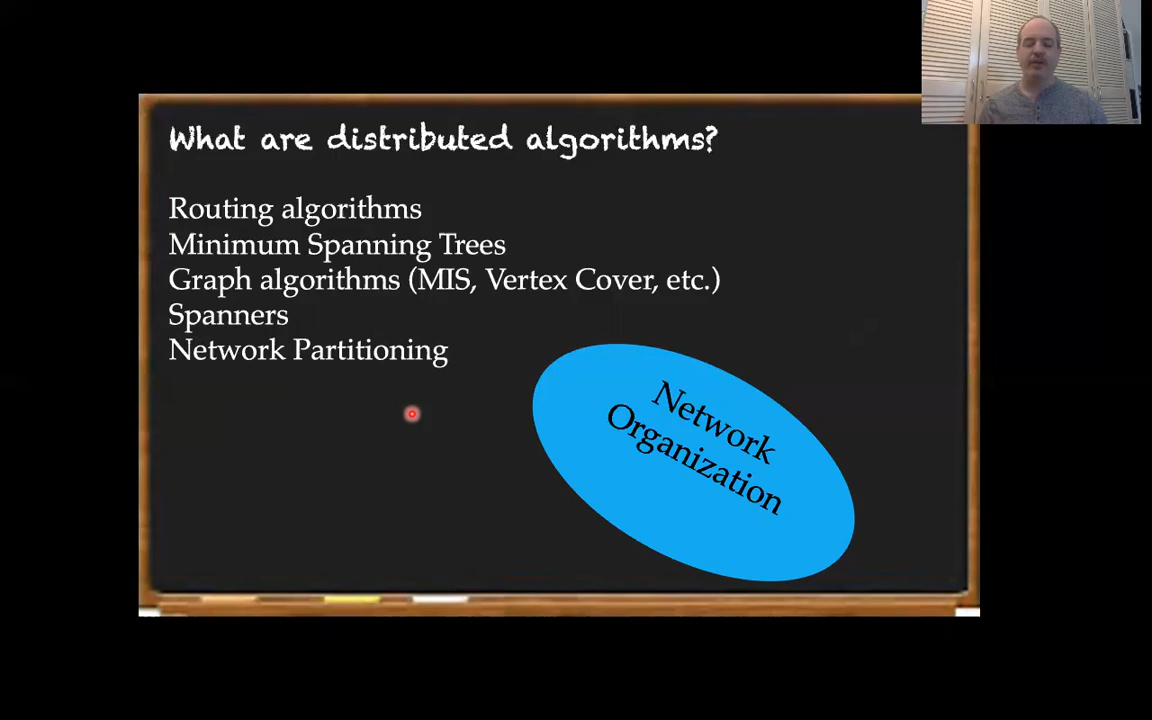 What are distributed algorithms?
Routing algorithms
Minimum Spanning Trees
Graph algorithms (MIS, Vertex Cover, etc.)
Spanners
Network Partitioning
Network
Organization